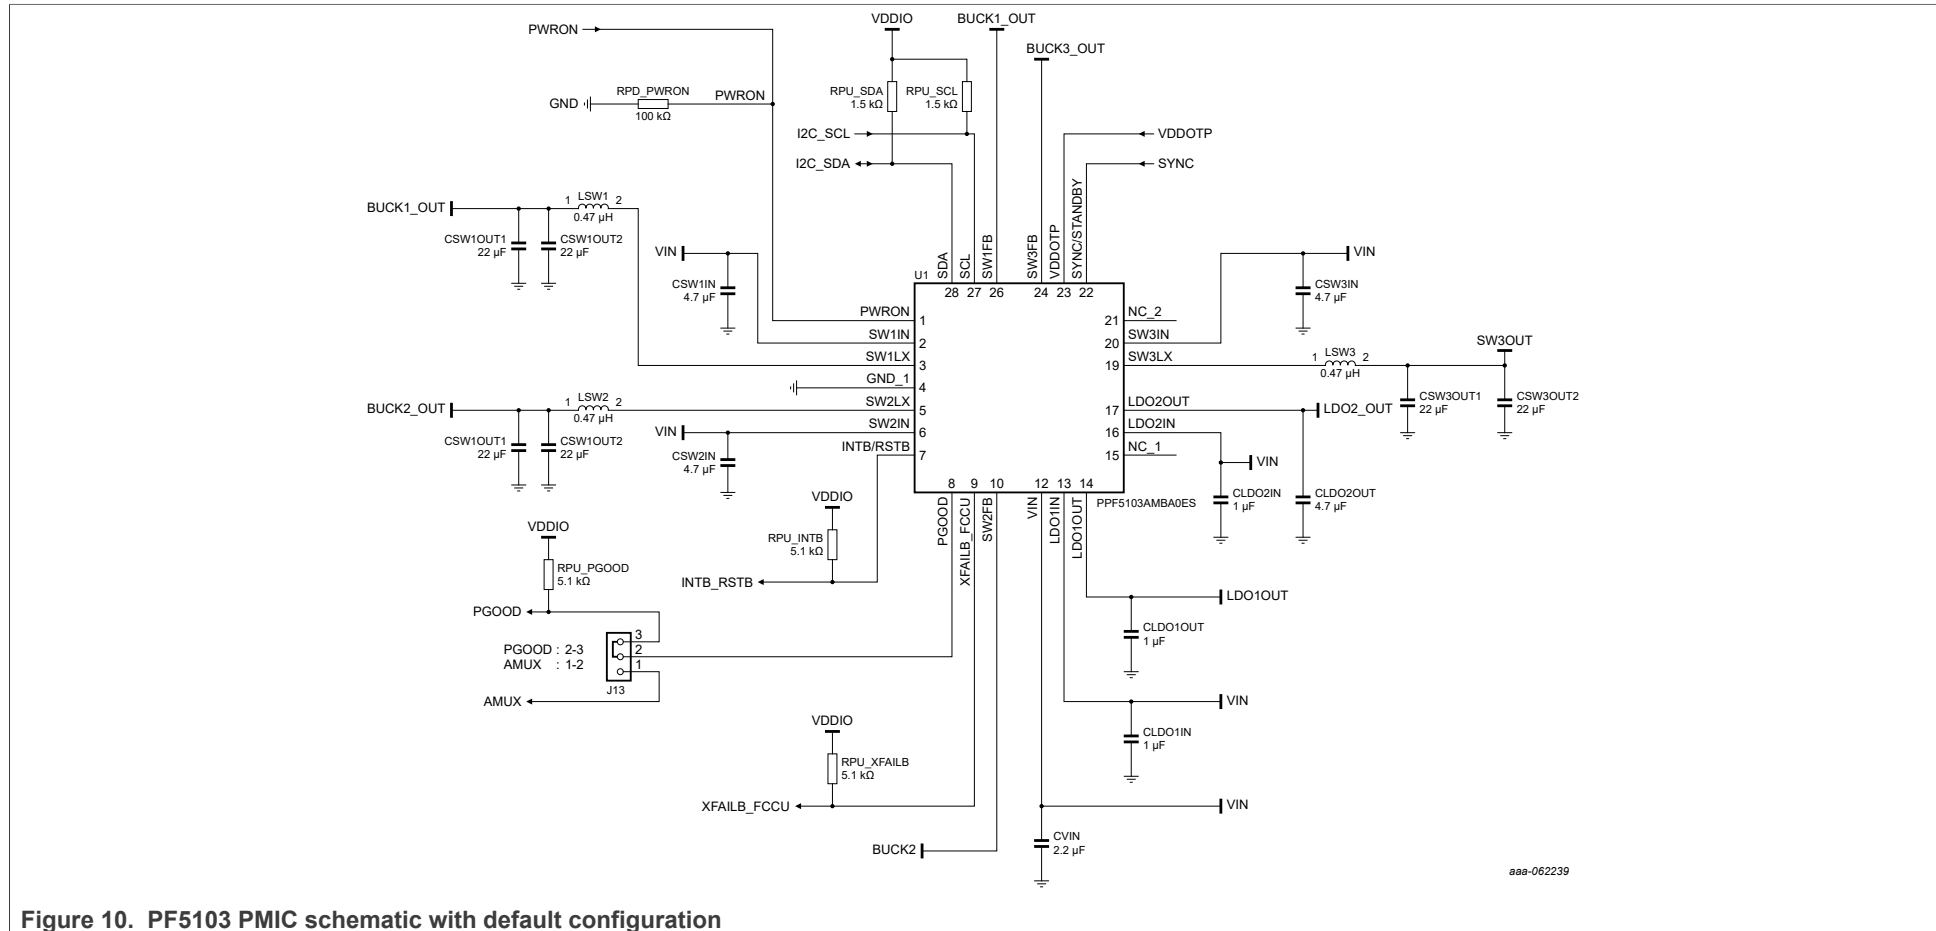 PWRON
VDDIO
BUCK1_OUT
BUCK3_OUT
GND
RPD_PWRON
100 kΩ
PWRON
RPU_SDA
1.5 kΩ
RPU_SCL
1.5 kΩ
I2C_SCL
I2C_SDA
VDDOTP
SYNC
BUCK1_OUT
1 LSW1 2
0.47 µH
CSW1OUT1
22 µF
CSW1OUT2
22 µF
VIN
CSW1IN
4.7 µF
SDA
SCL
SW1FB
SW3FB
VDDOTP
SYNC/STANDBY
U1
28 27 26 24 23 22
VIN
CSW3IN
4.7 µF
PWRON
1
SW1IN
2
SW1LX
3
GND_1
4
SW2LX
5
SW2IN
6
INTB/RSTB
7
21
NC_2
20
SW3IN
19
SW3LX
17
LDO2OUT
16
LDO2IN
15
NC_1
1 LSW3 2
0.47 µH
SW3OUT
CSW3OUT1
22 µF
CSW3OUT2
22 µF
LDO2_OUT
VIN
CLDO2IN
1 µF
CLDO2OUT
4.7 µF
BUCK2_OUT
1 LSW2 2
0.47 µH
CSW1OUT1
22 µF
CSW1OUT2
22 µF
VIN
CSW2IN
4.7 µF
8 9 10 12 13 14
PPF5103AMBA0ES
PGOOD
XFAILB_FCCU
SW2FB
VIN
LDO1IN
LDO1OUT
VDDIO
RPU_INTB
5.1 kΩ
INTB_RSTB
VDDIO
RPU_PGOOD
5.1 kΩ
PGOOD
PGOOD : 2-3
AMUX : 1-2
3
2
1
J13
AMUX
LDO1OUT
CLDO1OUT
1 µF
VIN
CLDO1IN
1 µF
VDDIO
RPU_XFAILB
5.1 kΩ
XFAILB_FCCU
VIN
CVIN
2.2 µF
BUCK2
aaa-062239
Figure 10. PF5103 PMIC schematic with default configuration